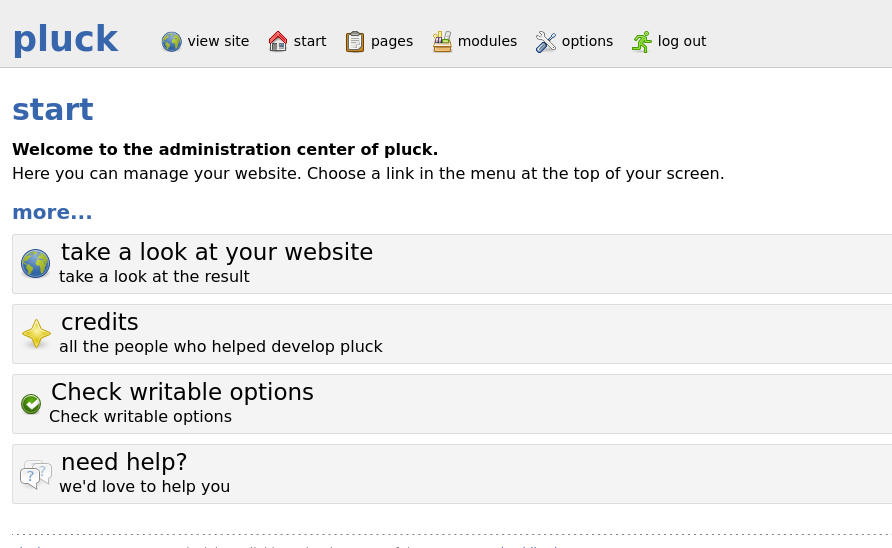 pluck
view site
start
pages
modules
options
log out
start
Welcome to the administration center of pluck.
Here you can manage your website. Choose a link in the menu at the top of your screen.
more...
take a look at your website
take a look at the result
credits
all the people who helped develop pluck
Check writable options
Check writable options
need help?
we'd love to help you